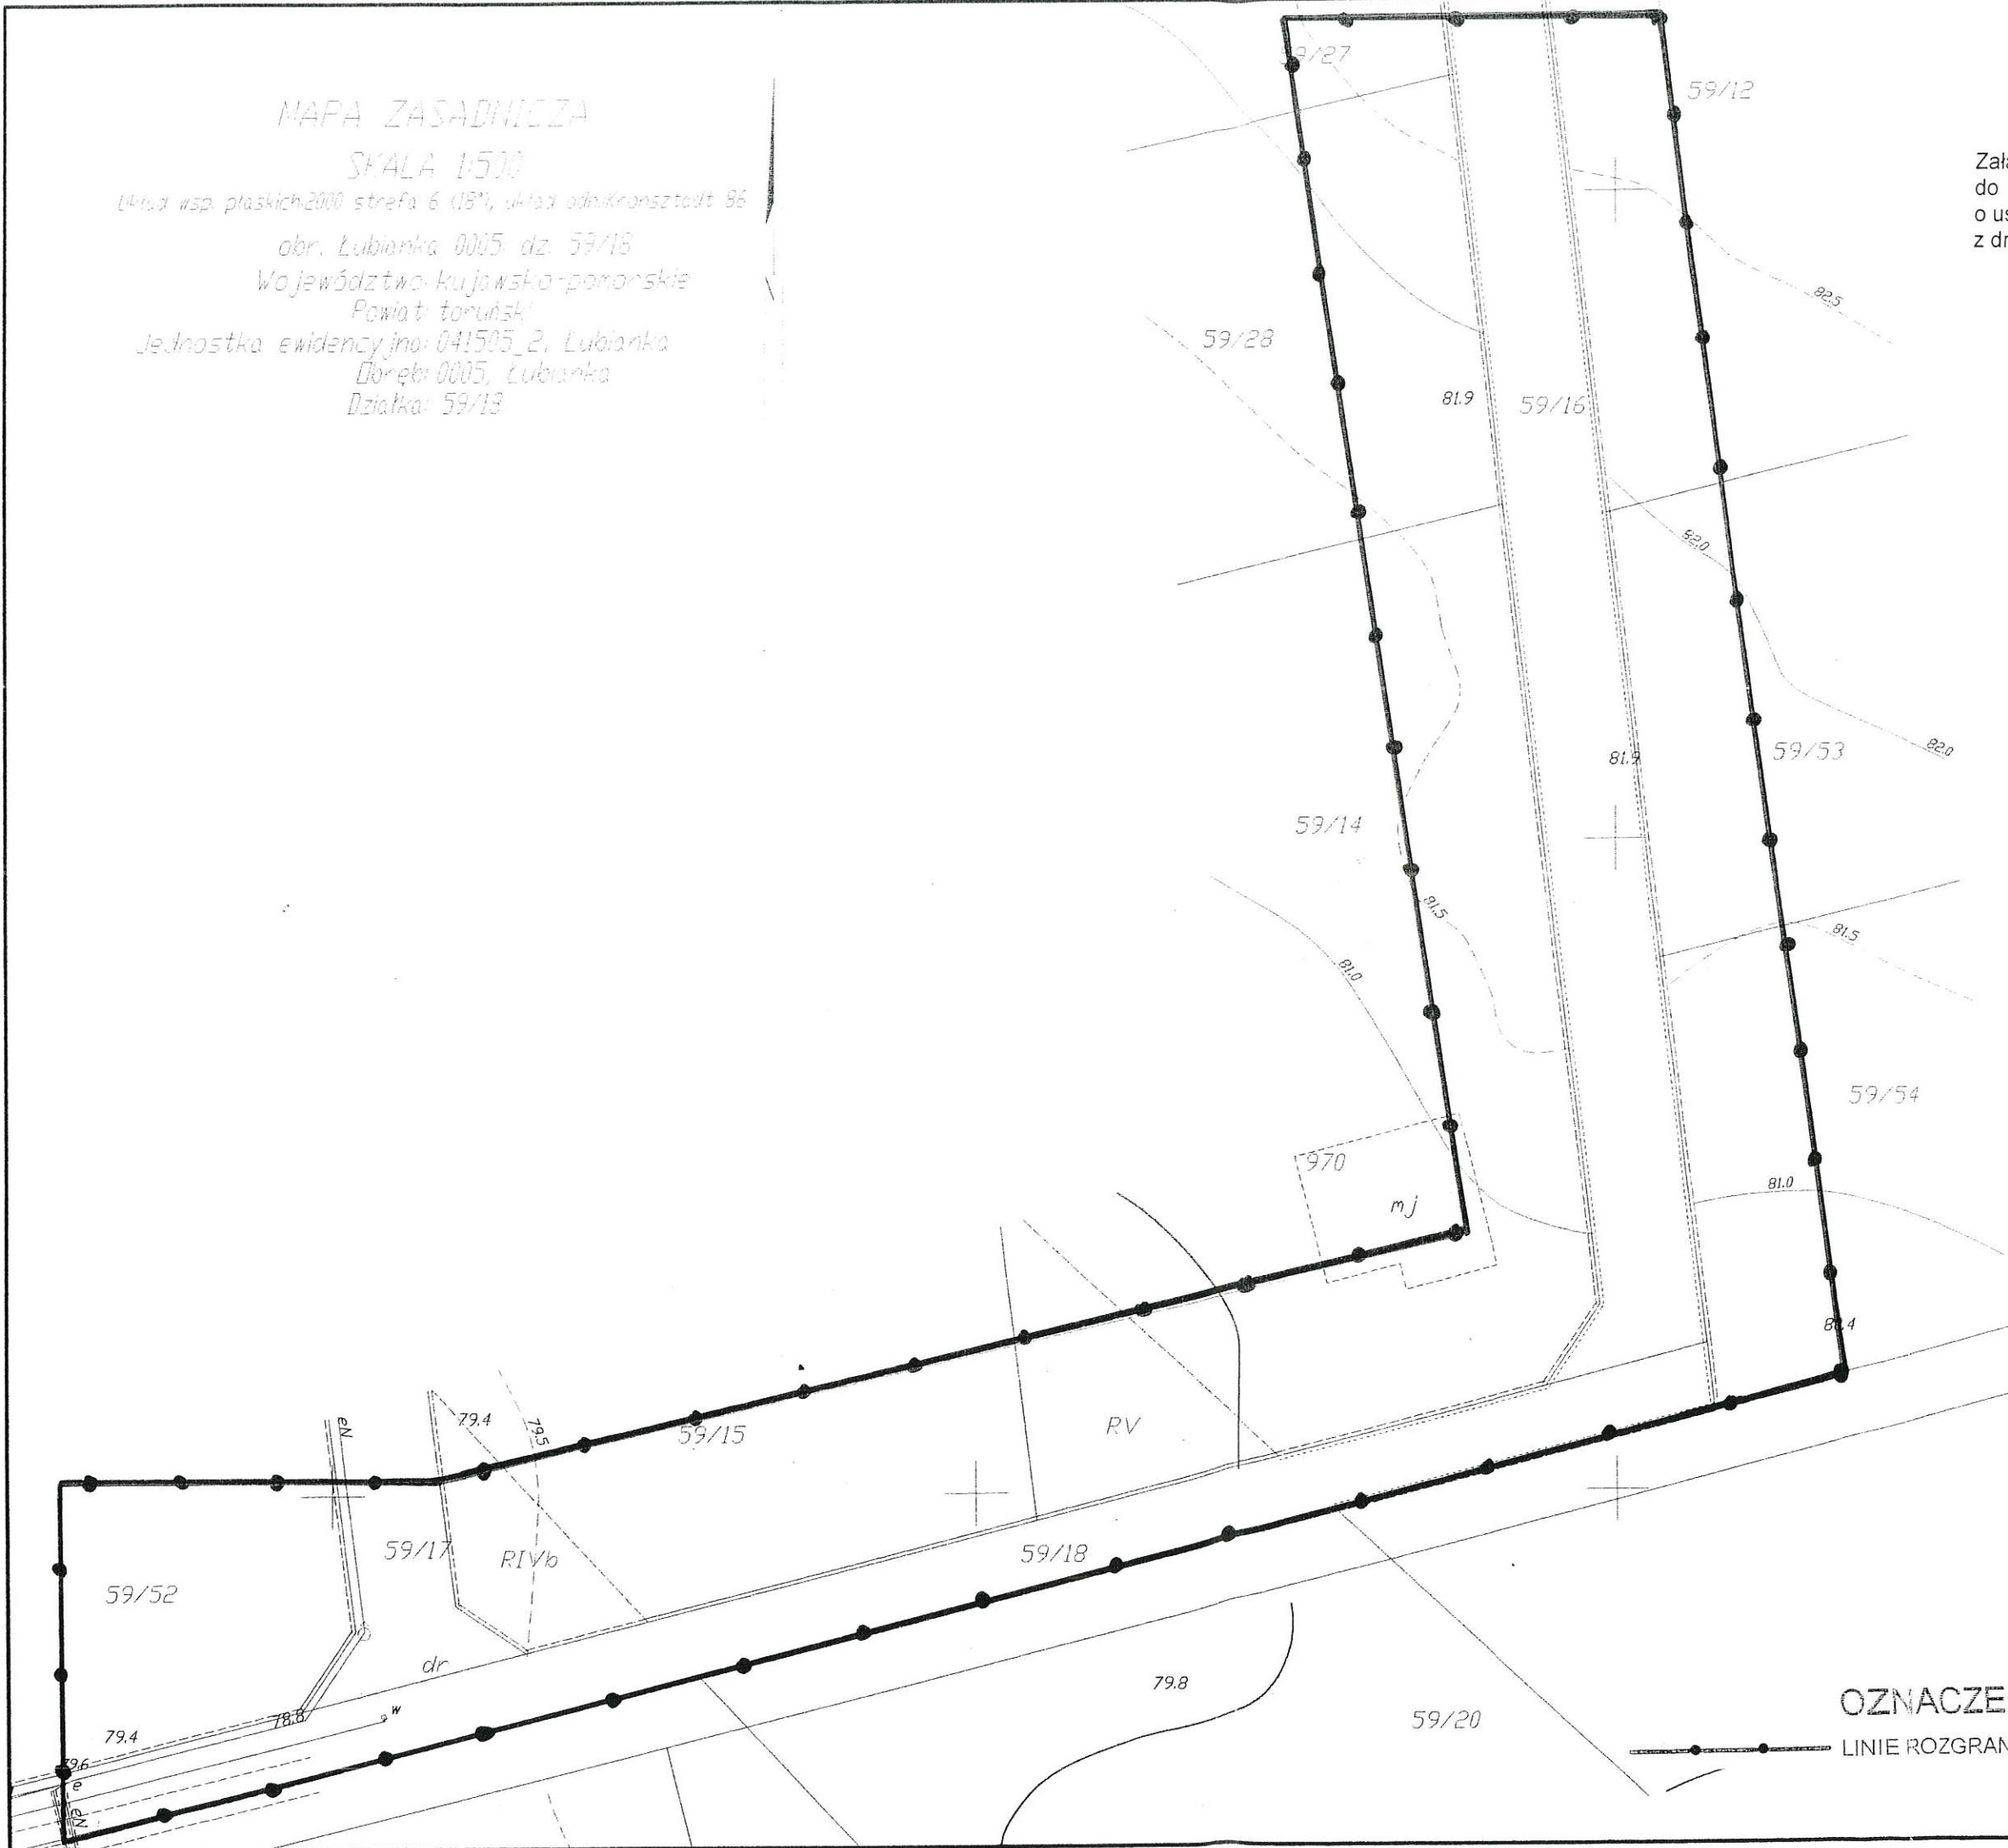 MAPA ZASADNICZA
SKALA 1:500
Układ wsp. płaskich:2000 strefa 6 (18°), układ odn:Kronsztadt 86
obr. Łubianka 0005 dz. 59/18
Województwo: kujawsko-pomorskie
Powiat: toruński
Jednostka ewidencyjna: 041505_2, Łubianka
Obręb: 0005, Łubianka
Działka: 59/18
59/27
59/12
Zał
do
o us
z dr
82.5
59/28
81.9
59/16
82.0
81.9
59/53
82.0
59/14
81.5
81.5
81.0
59/54
970
mj
81.0
79.4
79.5
59/15
RV
eN
59/17
RIVb
59/18
59/52
dr
79.8
78.8
w
79.4
59/20
79.6
e
eN
OZNACZE
LINIE ROZGRAN